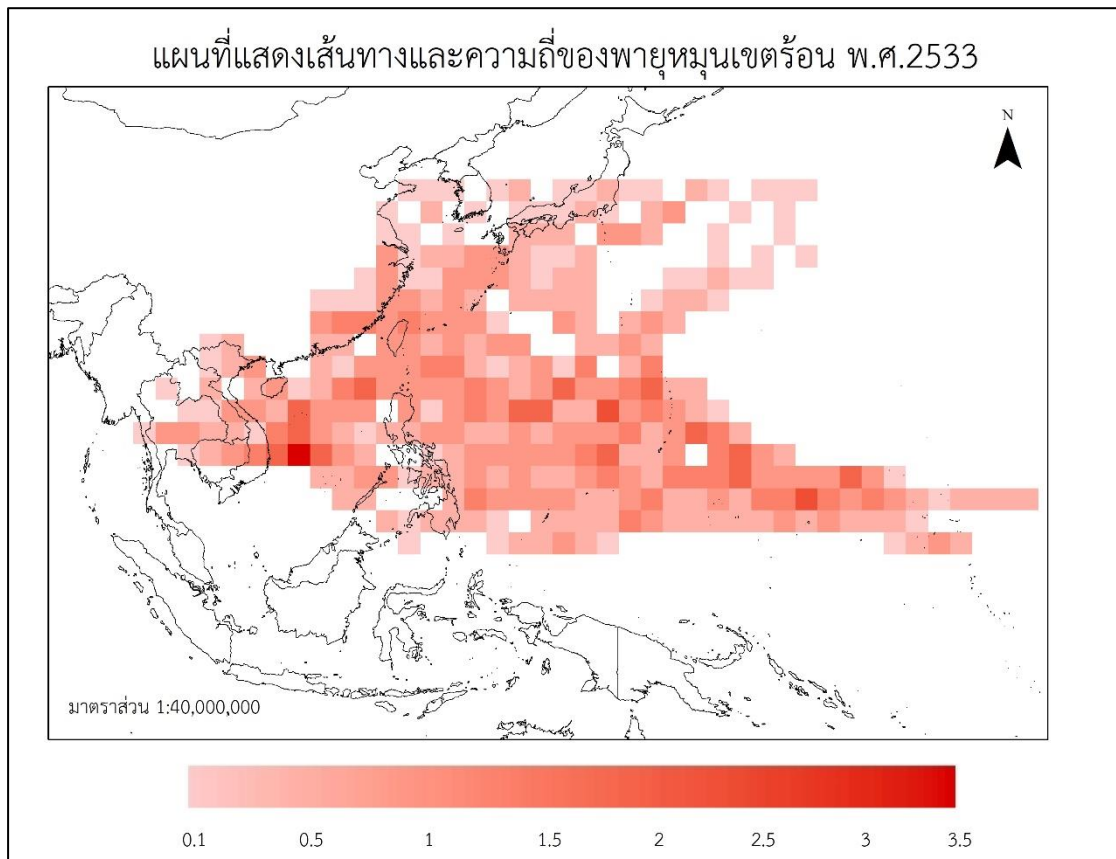 แผนที่แสดงเส้นทางและความถี่ของพายุหมุนเขตร้อน พ.ศ.2533
N
มาตราส่วน 1:40,000,000
0.1 0.5 1 1.5 2 2.5 3 3.5